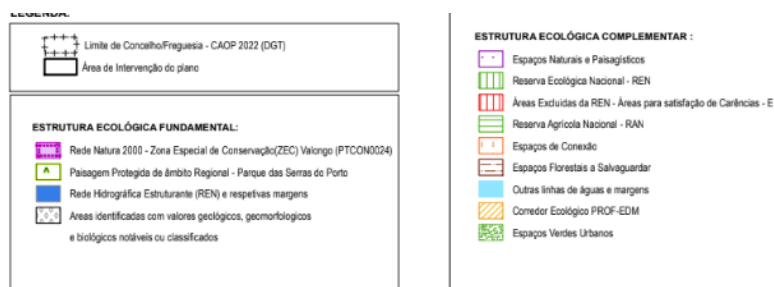 LEGENDA:
Limite de Concelho/Freguesia - CAOP 2022 (DGT)
Área de Intervenção do plano
ESTRUTURA ECOLÓGICA FUNDAMENTAL:
Rede Natura 2000 - Zona Especial de Conservação(ZEC) Valongo (PTCON0024)
Paisagem Protegida de âmbito Regional - Parque das Serras do Porto
Rede Hidrográfica Estruturante (REN) e respetivas margens
Areas identificadas com valores geológicos, geomorfologicos
e biológicos notáveis ou classificados
ESTRUTURA ECOLÓGICA COMPLEMENTAR :
Espaços Naturais e Paisagísticos
Reserva Ecológica Nacional - REN
Áreas Excluidas da REN - Áreas para satisfação de Carências - E
Reserva Agrícola Nacional - RAN
Espaços de Conexão
Espaços Florestais a Salvaguardar
Outras linhas de águas e margens
Corredor Ecológico PROF-EDM
Espaços Verdes Urbanos